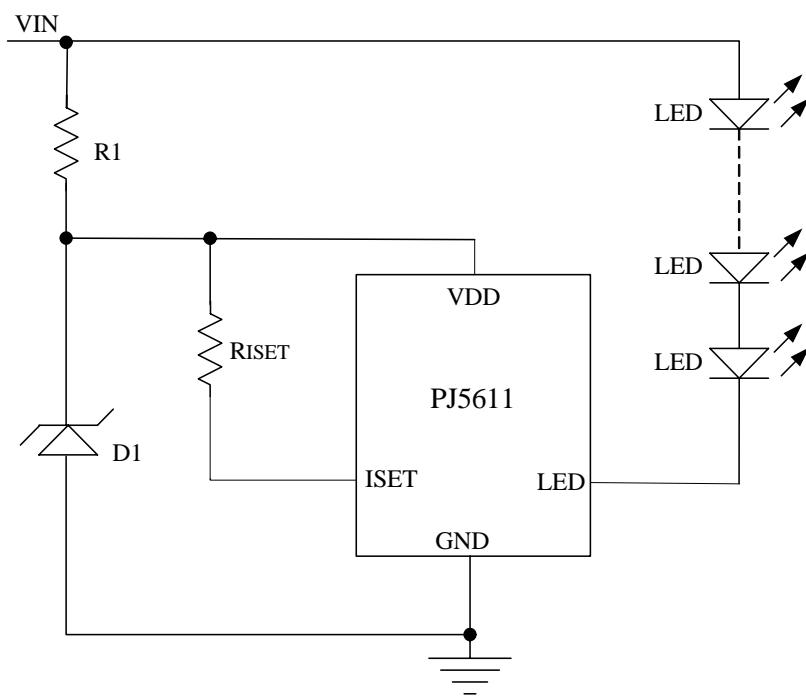 VIN
LED
R1
LED
VDD
RISET
LED
PJ5611
D1
ISET
LED
GND